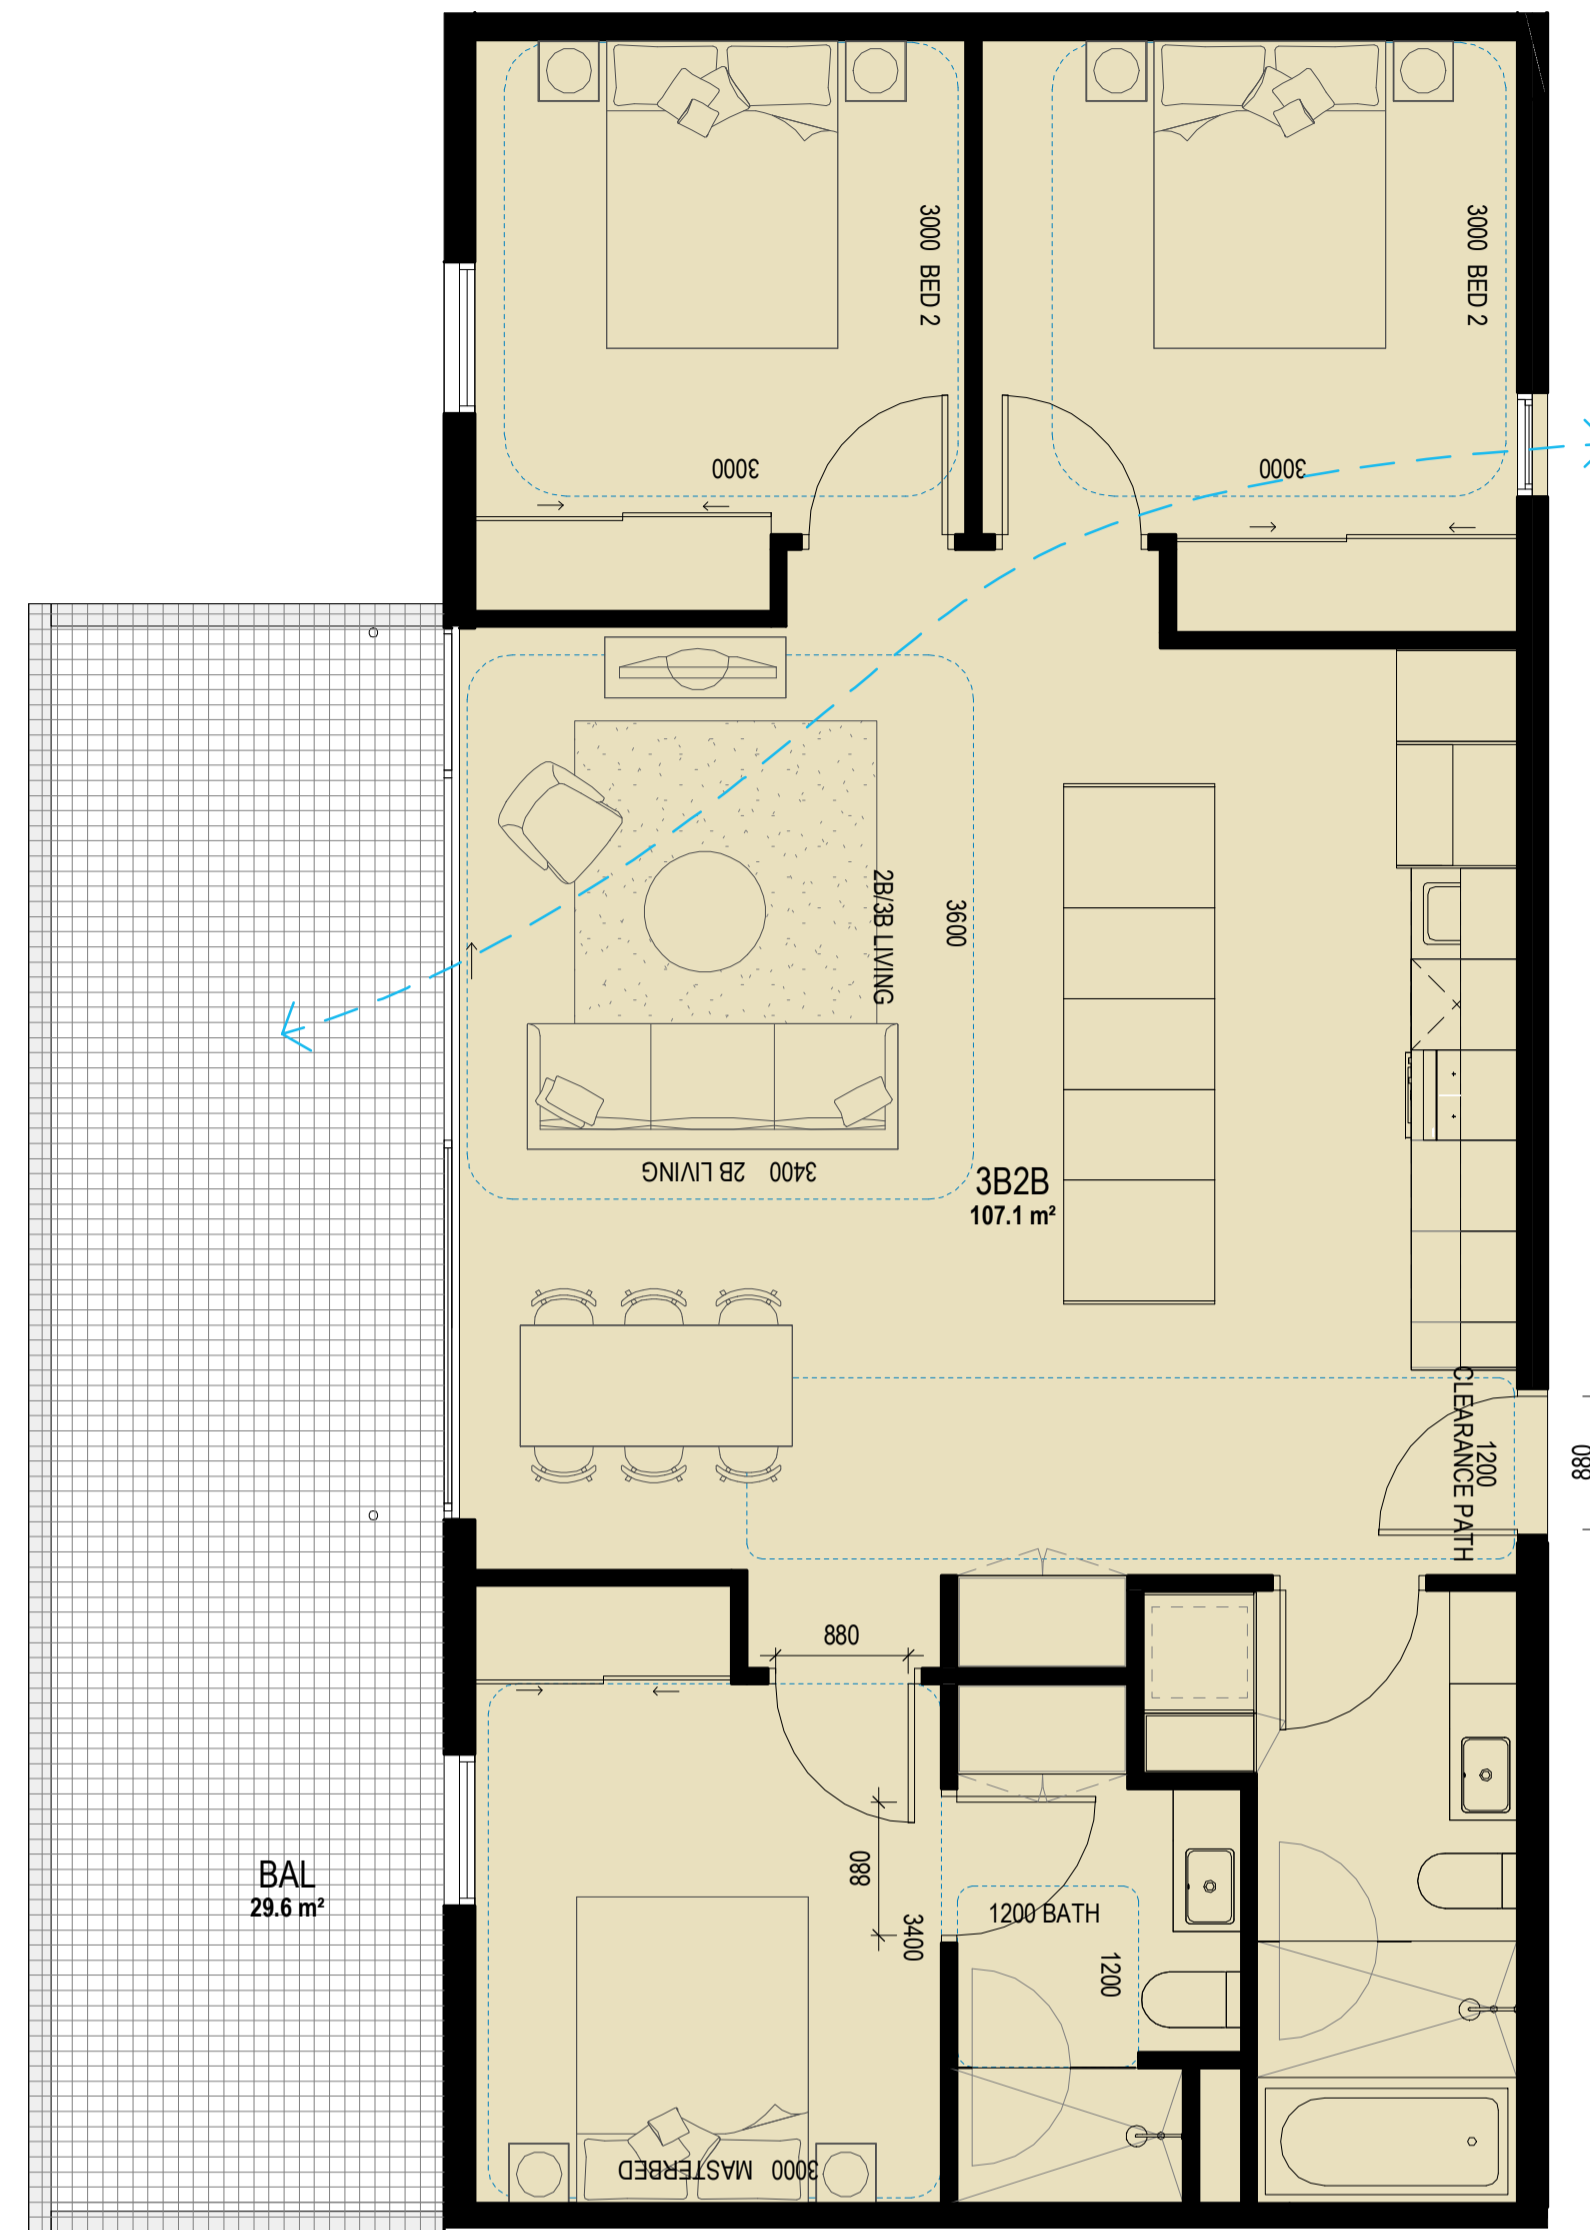 3000 BED 2
3000 BED 2
3000
3000
2B/3B LIVING
3600
3400 2B LIVING
3B2B
107.1 m²
CLEARANCE PATH
1200
880
880
880
BAL
29.6 m²
3400
1200 BATH
1200
3000 MASTERBED